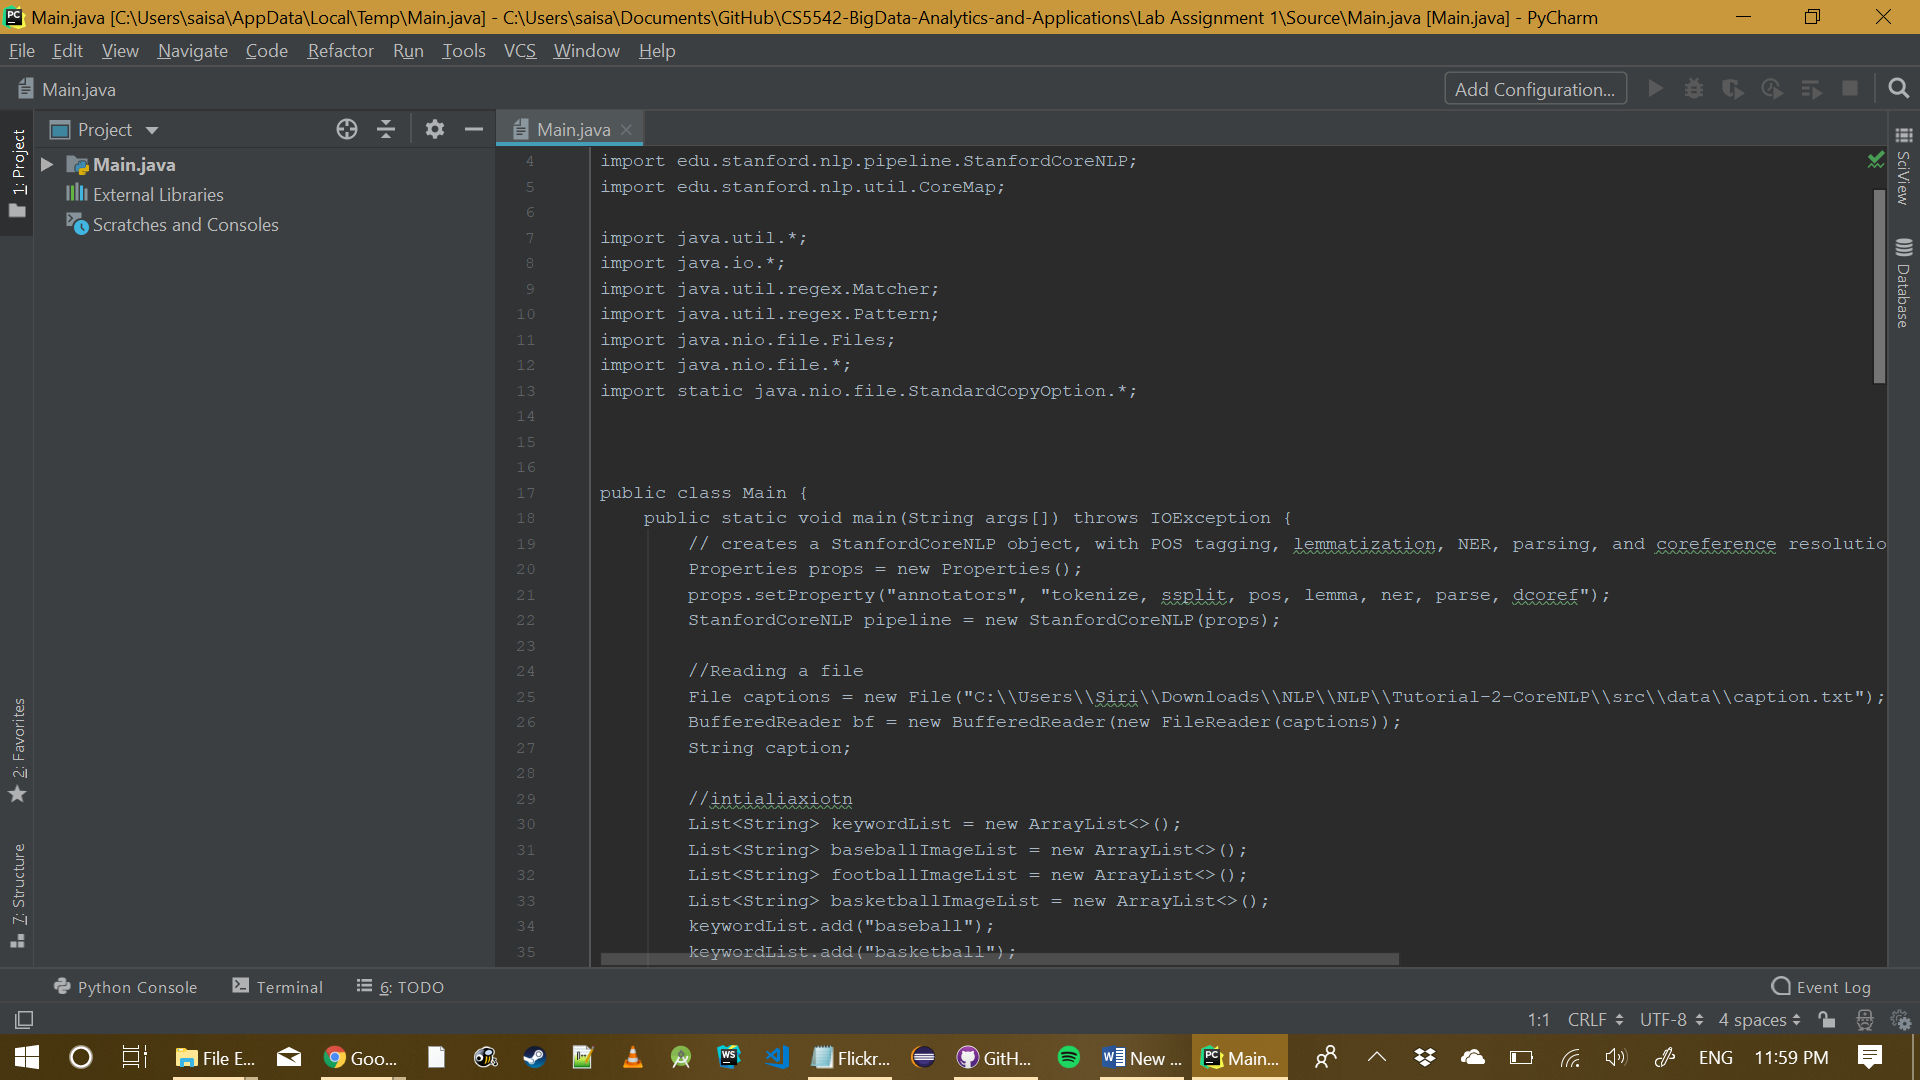 Main.java [C:\Users\saisa\AppData\Local\Temp\Main.java] - C:\Users\saisa\Documents\GitHub\CS5542-BigData-Analytics-and-Applications\Lab Assignment 1\Source\Main.java [Main.java] - PyCharm
File Edit View Navigate Code Refactor Run Tools VCS Window Help
Main.java
Add Configuration...
Project
Main.java
1: Project
Main.java
External Libraries
Scratches and Consoles
2: Favorites
7: Structure
SciView
Database
4 import edu.stanford.nlp.pipeline.StanfordCoreNLP;
5 import edu.stanford.nlp.util.CoreMap;
6
7 import java.util.*;
8 import java.io.*;
9 import java.util.regex.Matcher;
10 import java.util.regex.Pattern;
11 import java.nio.file.Files;
12 import java.nio.file.*;
13 import static java.nio.file.StandardCopyOption.*;
14
15
16
17 public class Main {
18 public static void main(String args[]) throws IOException {
19 // creates a StanfordCoreNLP object, with POS tagging, lemmatization, NER, parsing, and coreference resolutio
20 Properties props = new Properties();
21 props.setProperty("annotators", "tokenize, ssplit, pos, lemma, ner, parse, dcoref");
22 StanfordCoreNLP pipeline = new StanfordCoreNLP(props);
23
24 //Reading a file
25 File captions = new File("C:\\Users\\Siri\\Downloads\\NLP\\NLP\\Tutorial-2-CoreNLP\\src\\data\\caption.txt");
26 BufferedReader bf = new BufferedReader(new FileReader(captions));
27 String caption;
28
29 //intialiaxiotn
30 List<String> keywordList = new ArrayList<>();
31 List<String> baseballImageList = new ArrayList<>();
32 List<String> footballImageList = new ArrayList<>();
33 List<String> basketballImageList = new ArrayList<>();
34 keywordList.add("baseball");
35 keywordList.add("basketball");
Python Console Terminal 6: TODO Event Log
1:1 CRLF UTF-8 4 spaces
File E... Goo... Flickr... GitH... New ... Main... ENG 11:59 PM